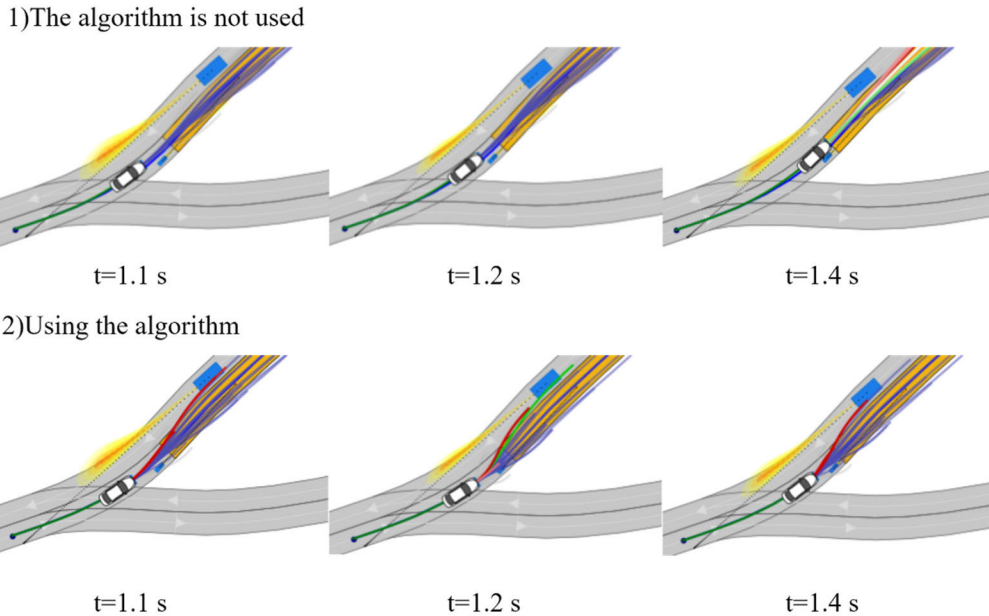 1)The algorithm is not used
t=1.1 s
t=1.2 s
t=1.4 s
2)Using the algorithm
t=1.1 s
t=1.2 s
t=1.4 s